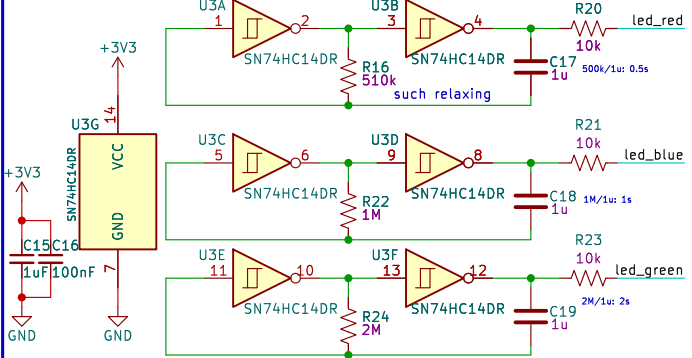 U3A
U3B
R20
led_red
1
2
3
4
10k
+3V3
SN74HC14DR
R16
SN74HC14DR
C17
500k/1u: 0.5s
510k
1u
such relaxing
14
U3G
U3C
U3D
R21
10k
led_blue
5
6
9
8
VCC
SN74HC14DR
+3V3
SN74HC14DR
R22
SN74HC14DR
C18
1M/1u: 1s
1M
1u
GND
C15
C16
U3E
U3F
R23
10k
led_green
7
11
10
13
12
1uF
100nF
SN74HC14DR
R24
SN74HC14DR
C19
2M/1u: 2s
2M
1u
GND
GND